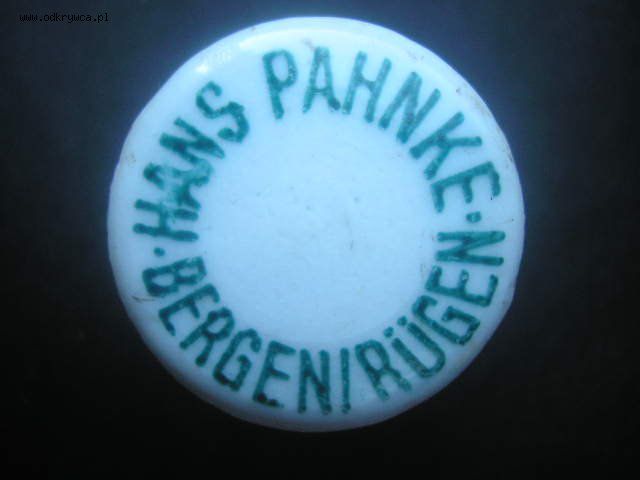 www.odkrywca.pl
HANS PAHNKE
· BERGEN/RÜGEN ·